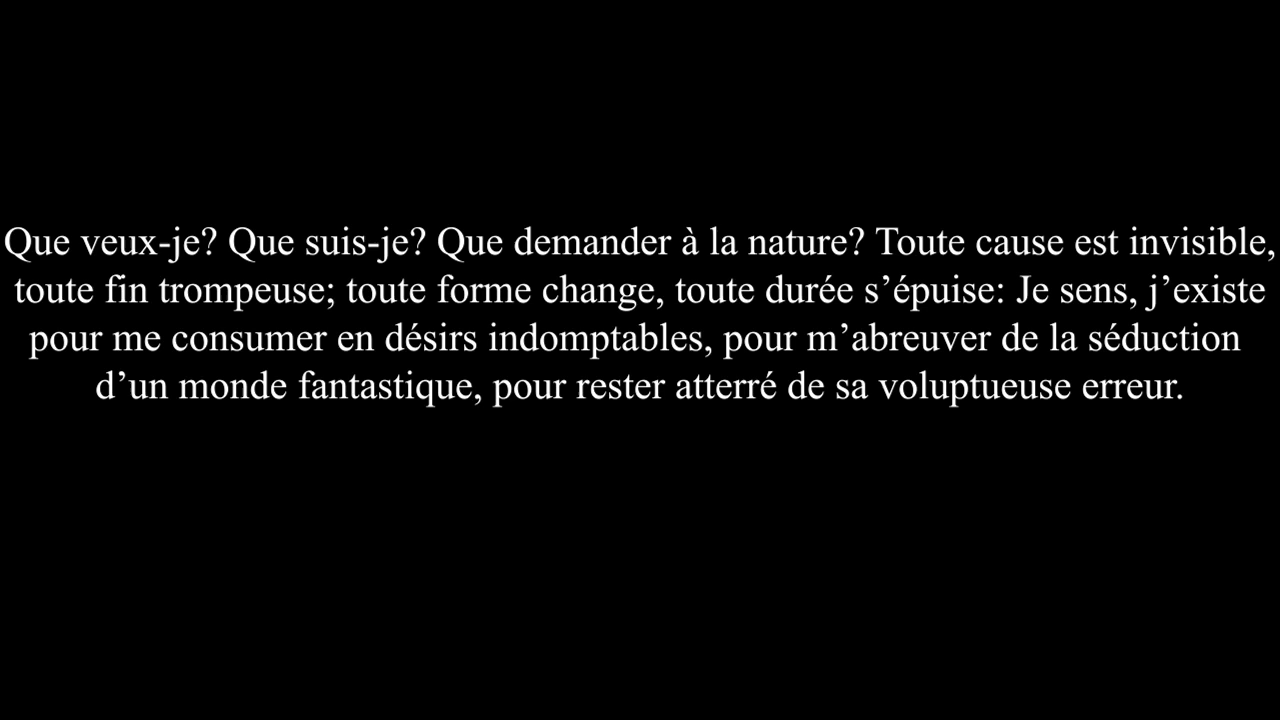 Que veux-je? Que suis-je? Que demander à la nature? Toute cause est invisible,
toute fin trompeuse; toute forme change, toute durée s’épuise: Je sens, j’existe
pour me consumer en désirs indomptables, pour m’abreuver de la séduction
d’un monde fantastique, pour rester atterré de sa voluptueuse erreur.